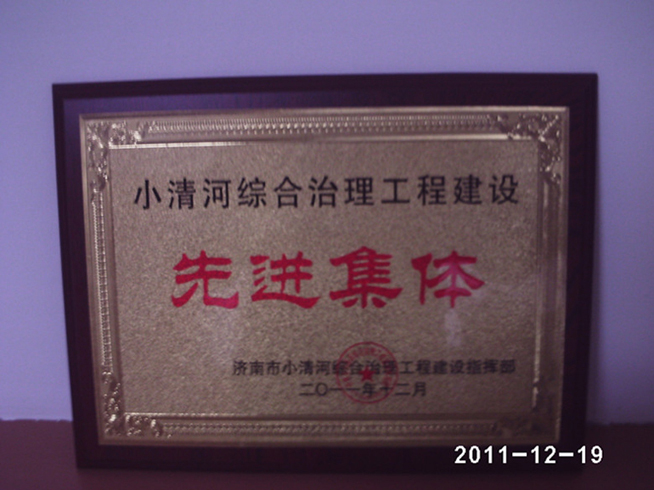 小清河综合治理工程建设
先进集体
济南市小清河综合治理工程建设指挥部
二〇一一年十二月
2011-12-19